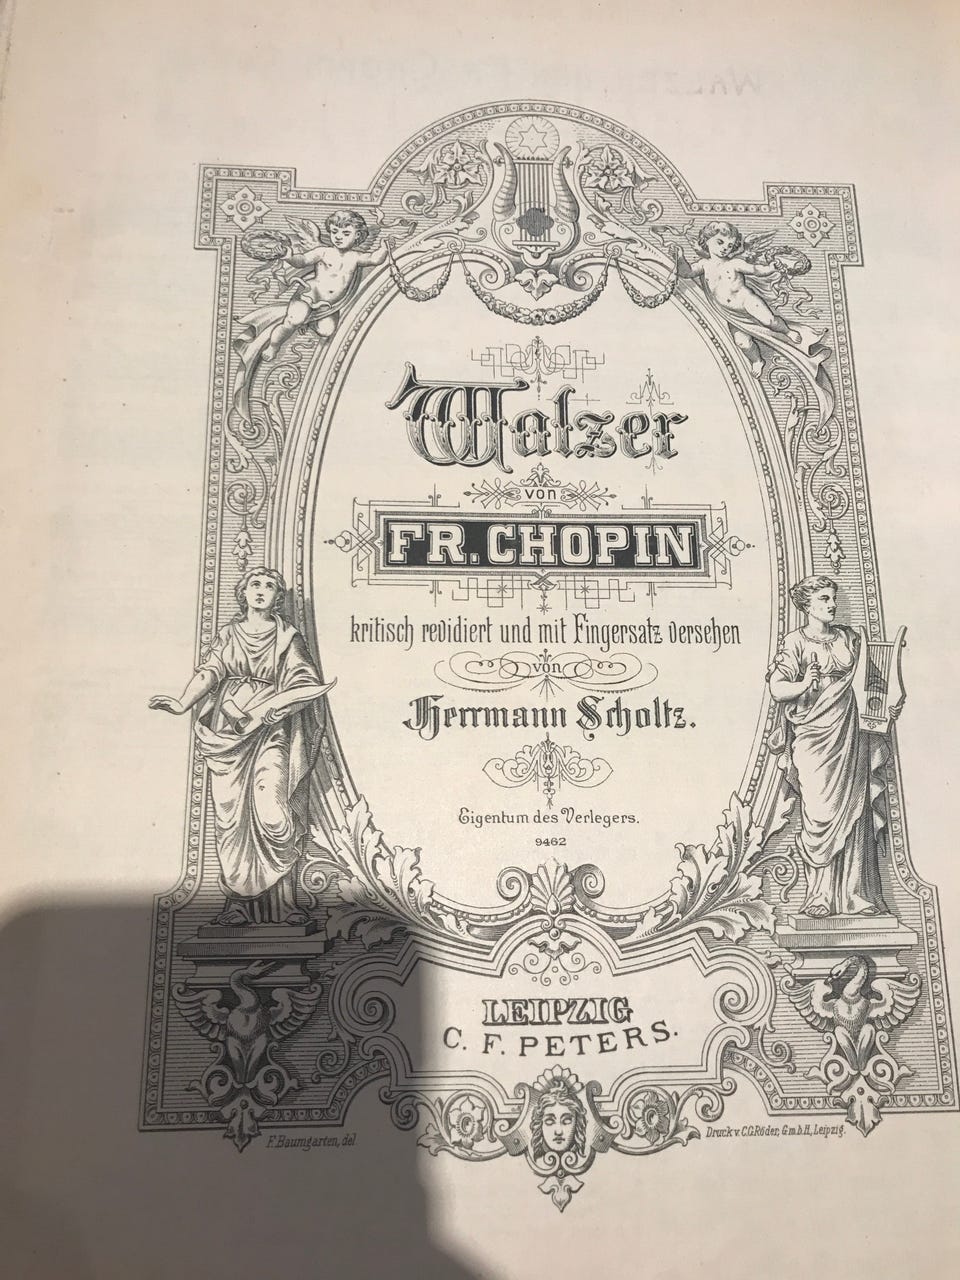 Walzer
von
FR. CHOPIN
kritisch revidiert und mit Fingersatz versehen
von
Herrmann Scholtz.
Eigentum des Verlegers.
9462
LEIPZIG
C. F. PETERS.
F. Baumgarten, del
Druck v. C.G. Röder, G.m.b.H., Leipzig.